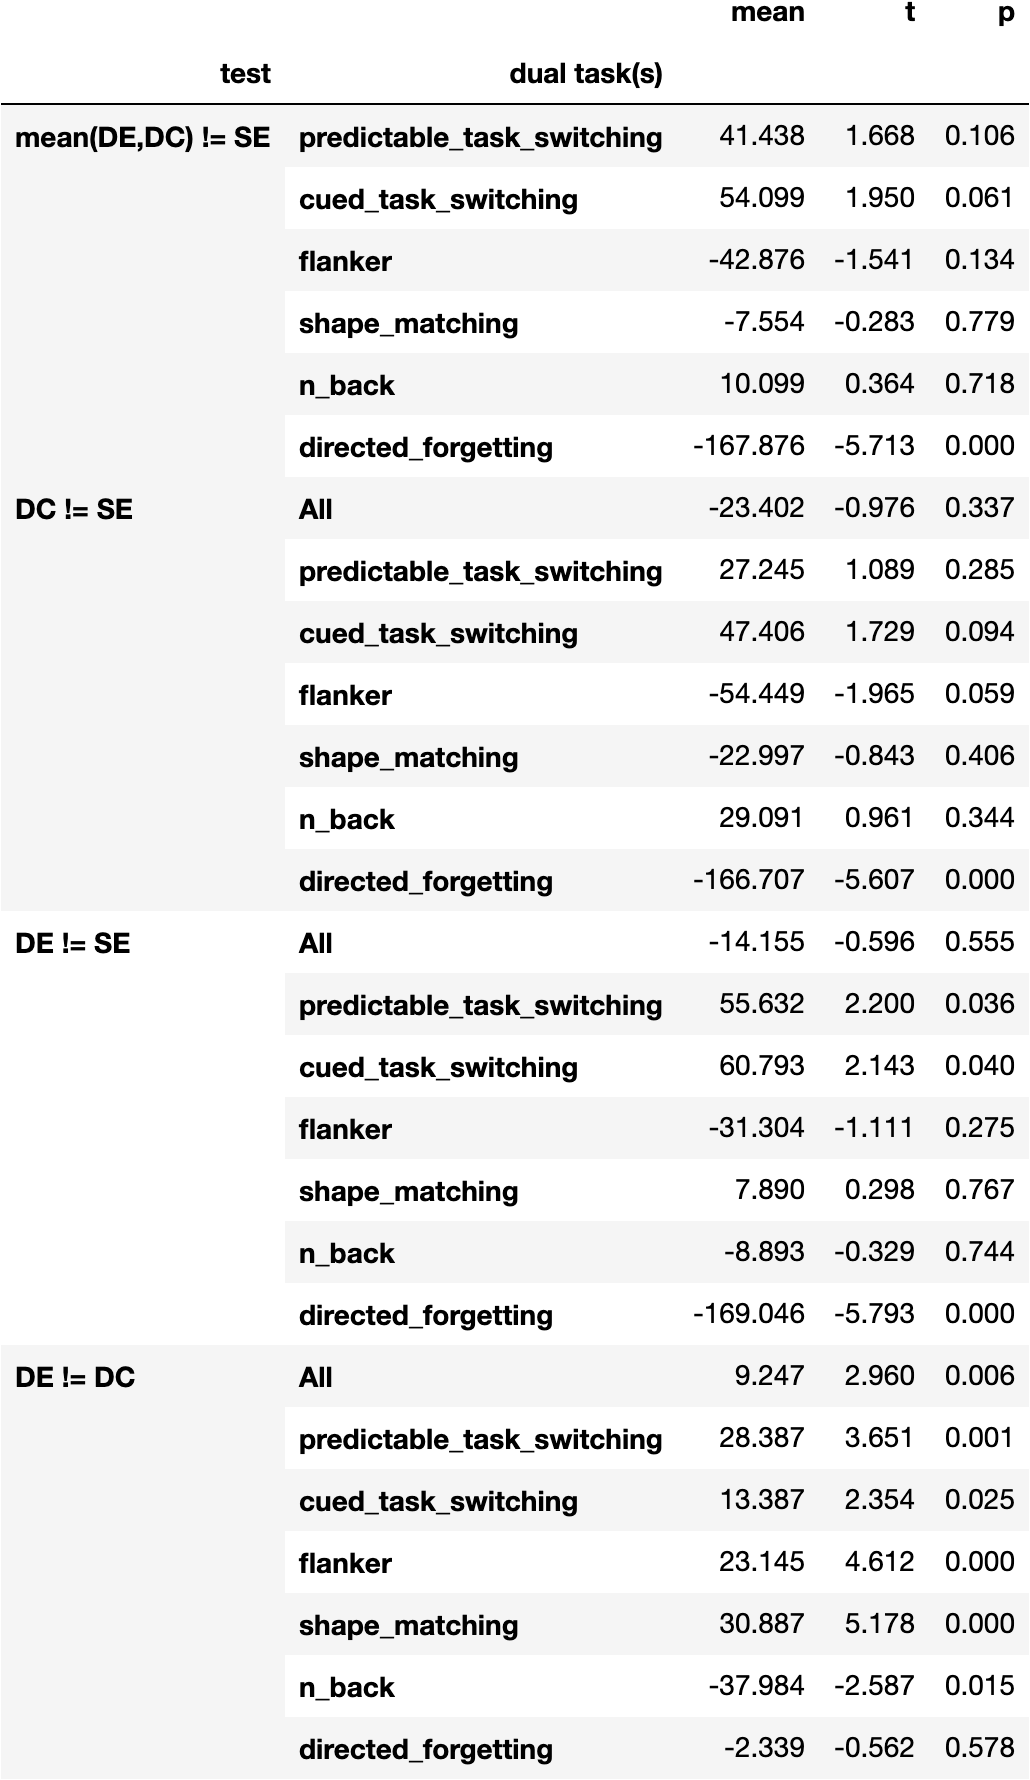 mean t p
test dual task(s)
mean(DE,DC) != SE predictable_task_switching 41.438 1.668 0.106
cued_task_switching 54.099 1.950 0.061
flanker -42.876 -1.541 0.134
shape_matching -7.554 -0.283 0.779
n_back 10.099 0.364 0.718
directed_forgetting -167.876 -5.713 0.000
DC != SE All -23.402 -0.976 0.337
predictable_task_switching 27.245 1.089 0.285
cued_task_switching 47.406 1.729 0.094
flanker -54.449 -1.965 0.059
shape_matching -22.997 -0.843 0.406
n_back 29.091 0.961 0.344
directed_forgetting -166.707 -5.607 0.000
DE != SE All -14.155 -0.596 0.555
predictable_task_switching 55.632 2.200 0.036
cued_task_switching 60.793 2.143 0.040
flanker -31.304 -1.111 0.275
shape_matching 7.890 0.298 0.767
n_back -8.893 -0.329 0.744
directed_forgetting -169.046 -5.793 0.000
DE != DC All 9.247 2.960 0.006
predictable_task_switching 28.387 3.651 0.001
cued_task_switching 13.387 2.354 0.025
flanker 23.145 4.612 0.000
shape_matching 30.887 5.178 0.000
n_back -37.984 -2.587 0.015
directed_forgetting -2.339 -0.562 0.578